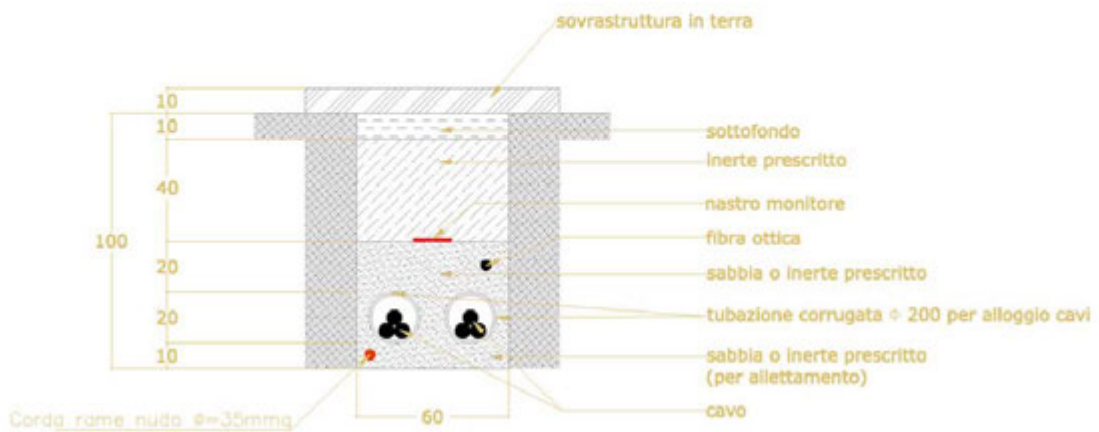 sovrastruttura in terra
10
10
sottofondo
inerte prescritto
40
nastro monitore
100
fibra ottica
20
sabbia o inerte prescritto
20
tubazione corrugata Φ 200 per alloggio cavi
10
sabbia o inerte prescritto
(per allettamento)
60
cavo
Corda rame nudo Φ=35mmq